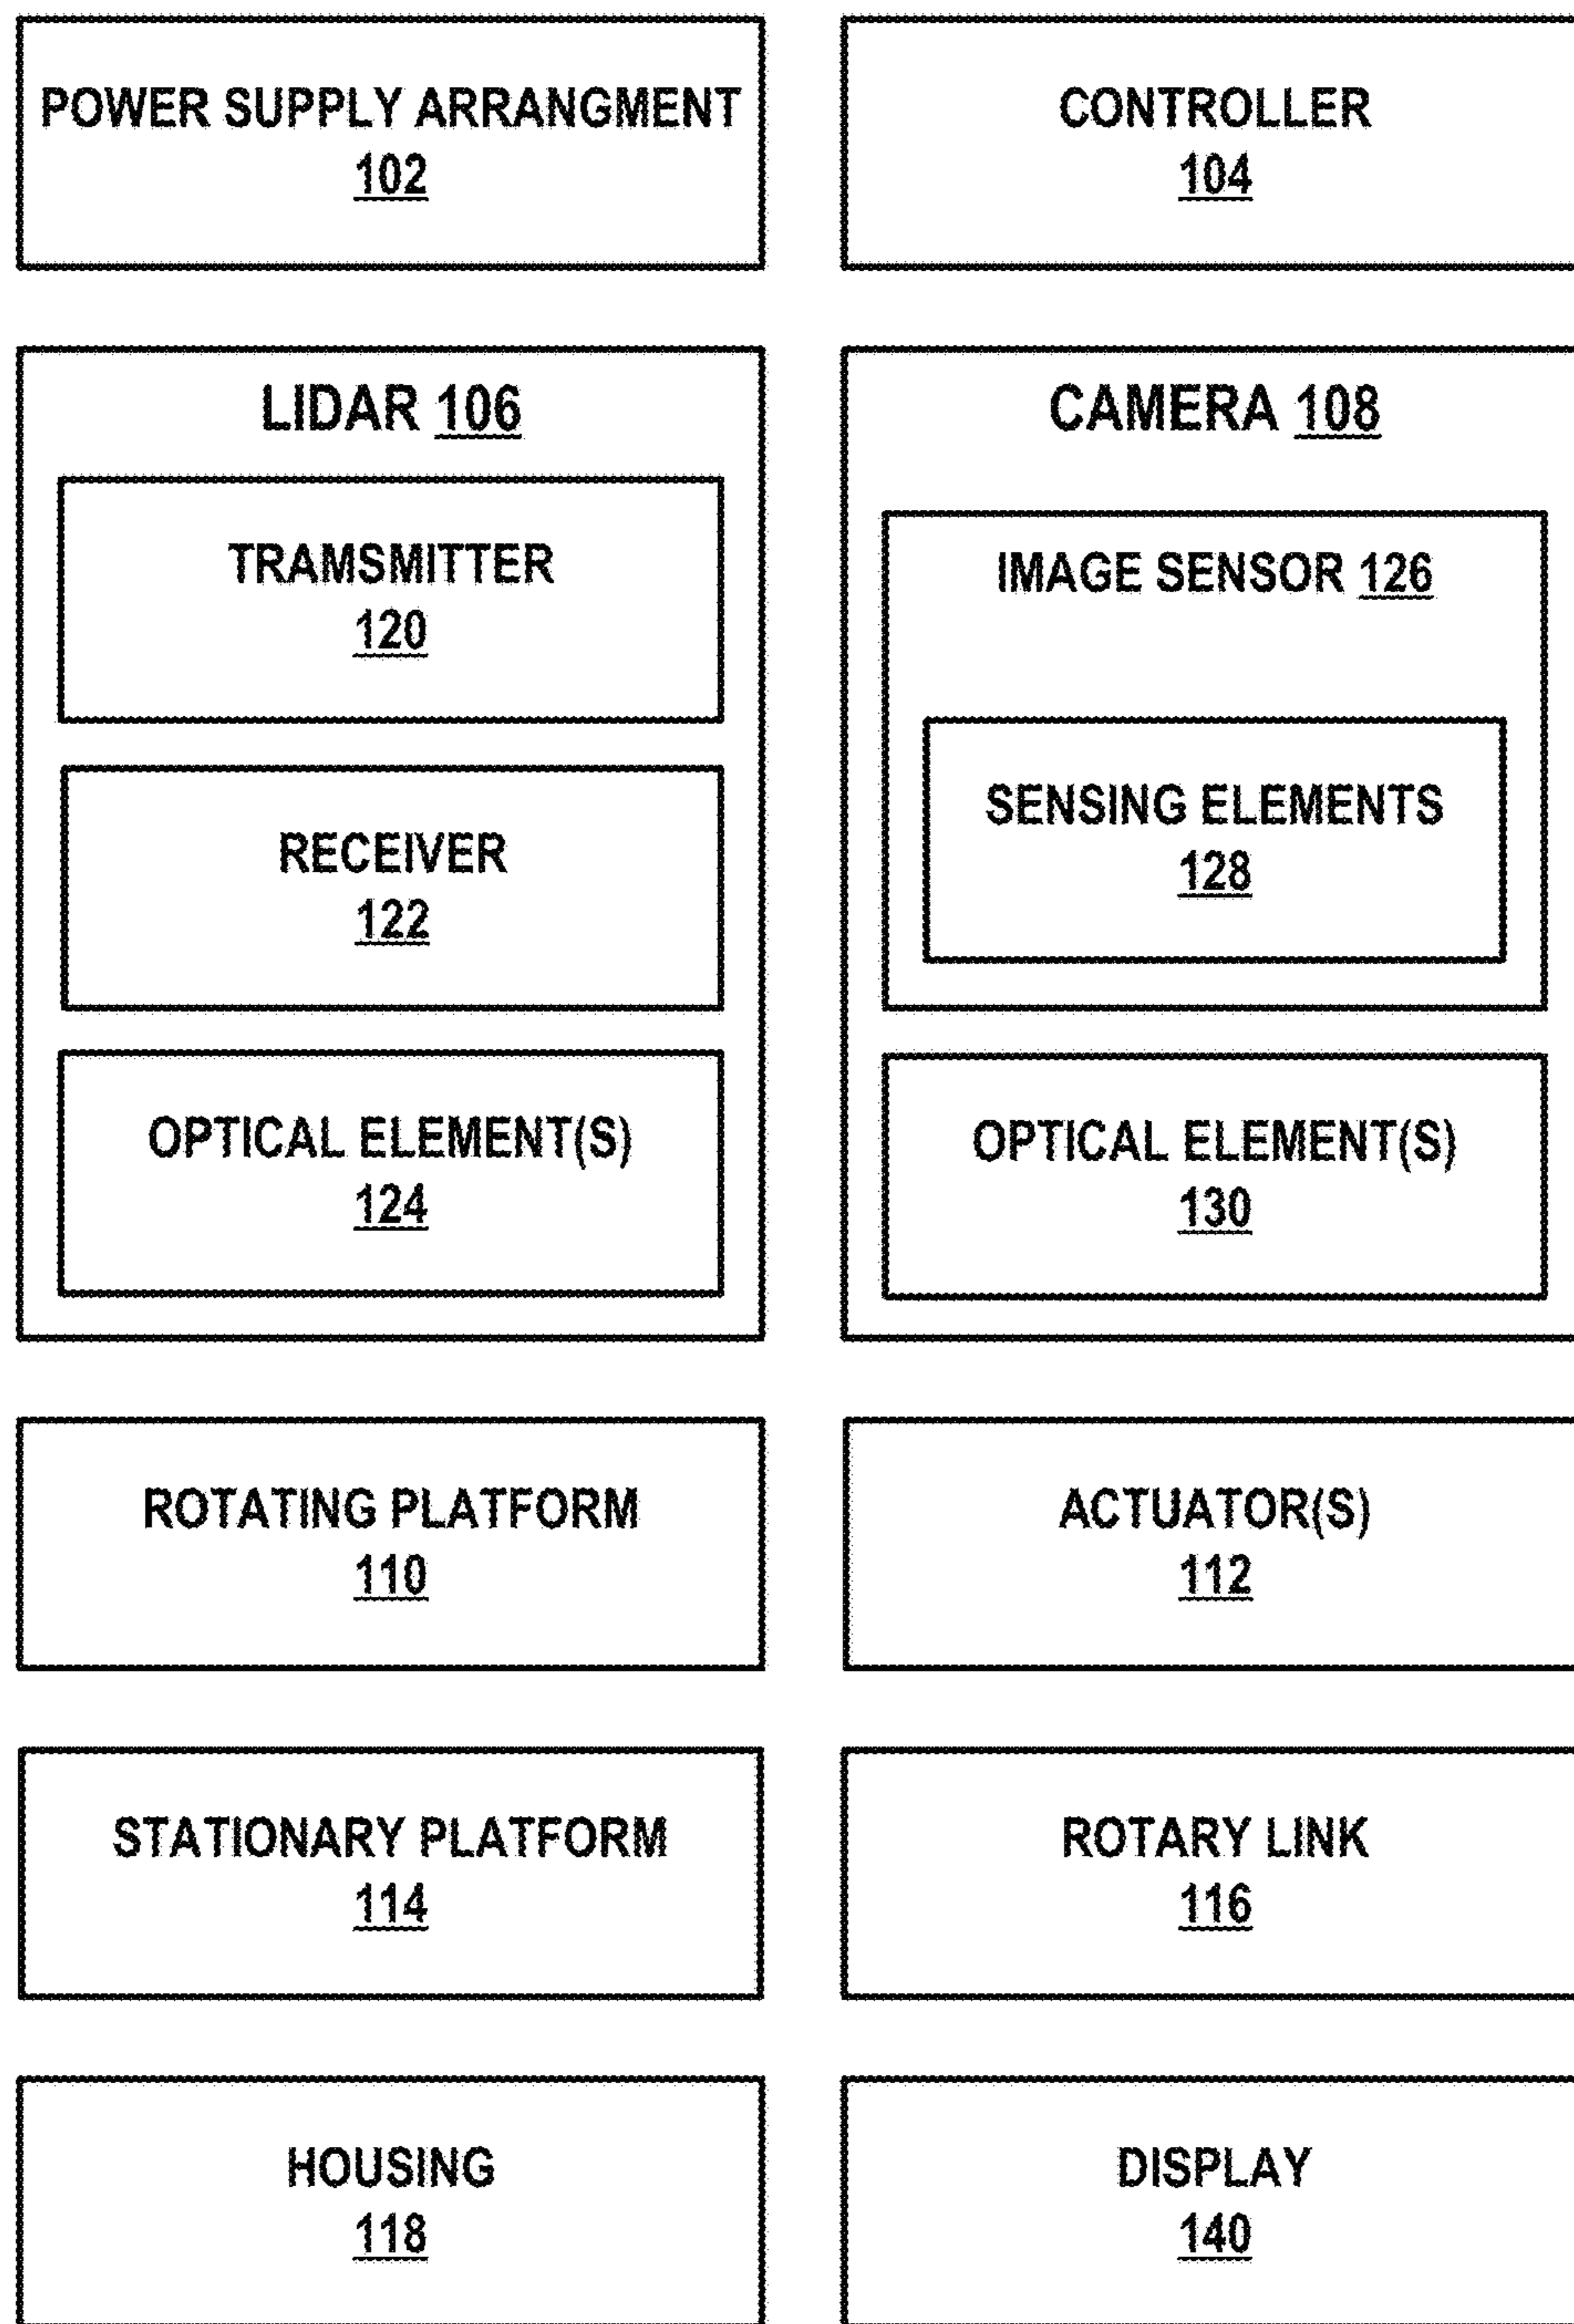 POWER SUPPLY ARRANGMENT
102
CONTROLLER
104
LIDAR 106
TRAMSMITTER
120
RECEIVER
122
OPTICAL ELEMENT(S)
124
CAMERA 108
IMAGE SENSOR 126
SENSING ELEMENTS
128
OPTICAL ELEMENT(S)
130
ROTATING PLATFORM
110
ACTUATOR(S)
112
STATIONARY PLATFORM
114
ROTARY LINK
116
HOUSING
118
DISPLAY
140